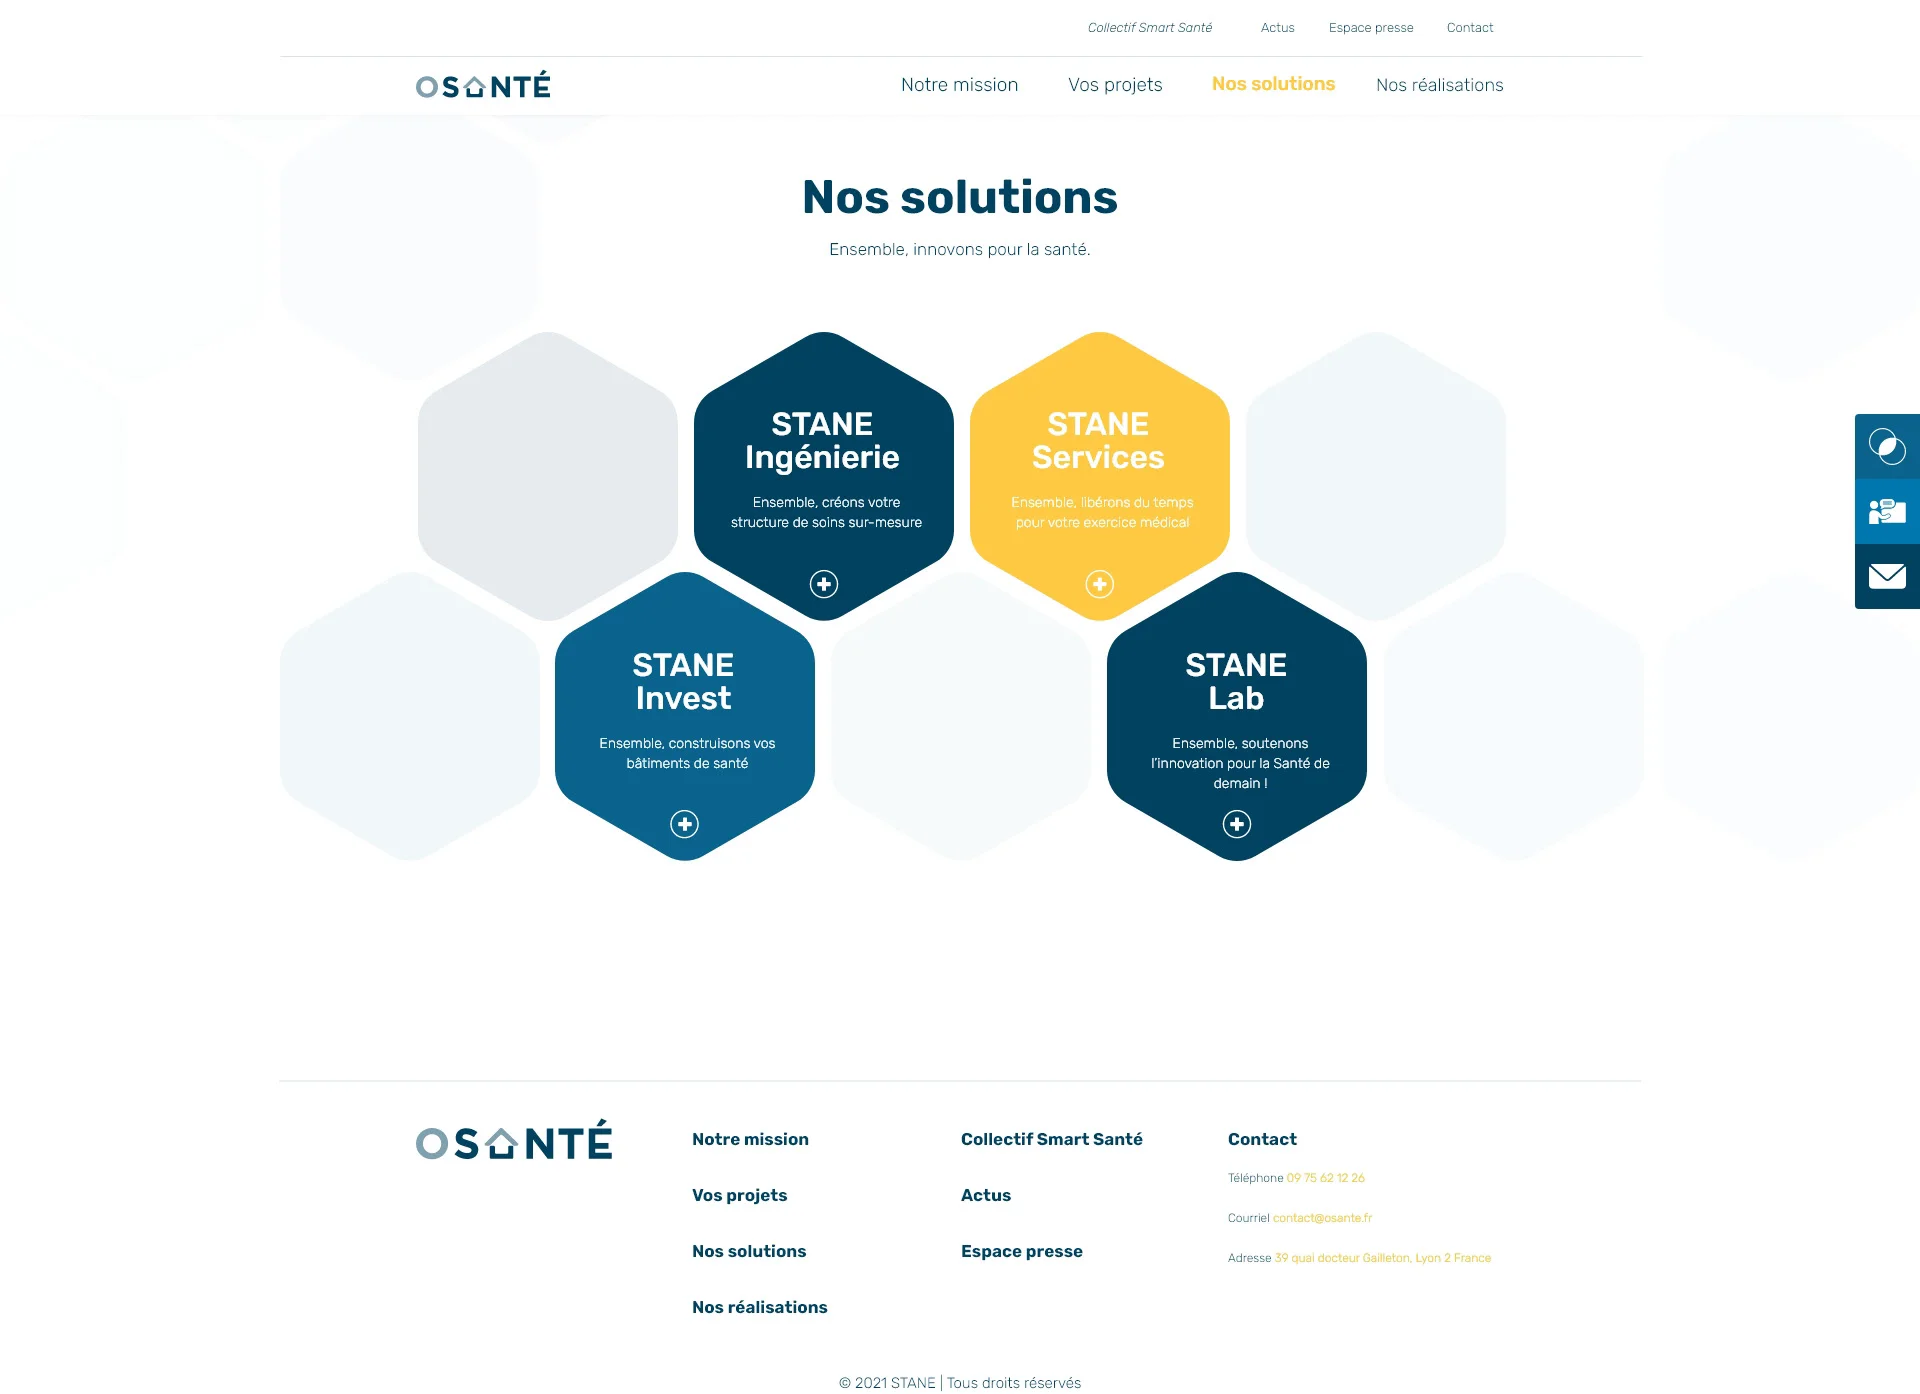 Collectif Smart Santé Actus Espace presse Contact
OSANTÉ Notre mission Vos projets Nos solutions Nos réalisations
Nos solutions
Ensemble, innovons pour la santé.
STANE
Ingénierie
Ensemble, créons votre
structure de soins sur-mesure
STANE
Services
Ensemble, libérons du temps
pour votre exercice médical
STANE
Invest
Ensemble, construisons vos
bâtiments de santé
STANE
Lab
Ensemble, soutenons
l'innovation pour la Santé de
demain !
OSANTÉ
Notre mission
Vos projets
Nos solutions
Nos réalisations
Collectif Smart Santé
Actus
Espace presse
Contact
Téléphone 09 75 62 12 26
Courriel contact@osante.fr
Adresse 39 quai docteur Gailleton, Lyon 2 France
© 2021 STANE | Tous droits réservés